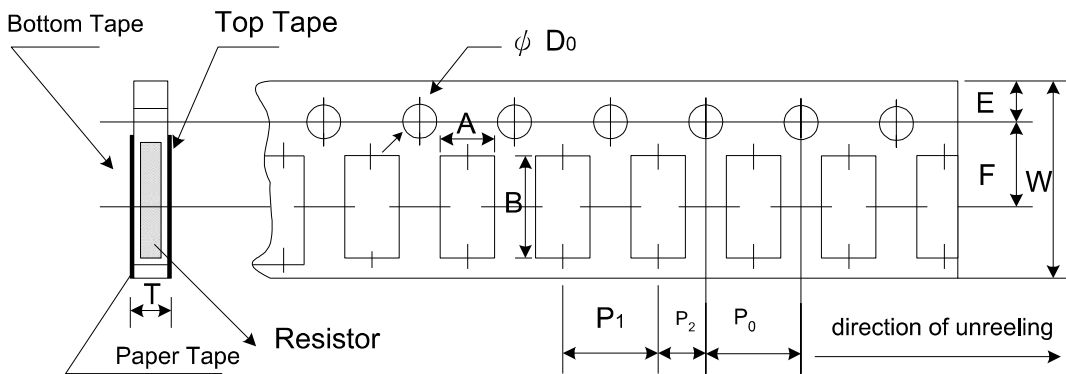 Bottom Tape
Top Tape
ψ D0
A
B
E
F
W
T
P1
P2
P0
Resistor
Paper Tape
direction of unreeling